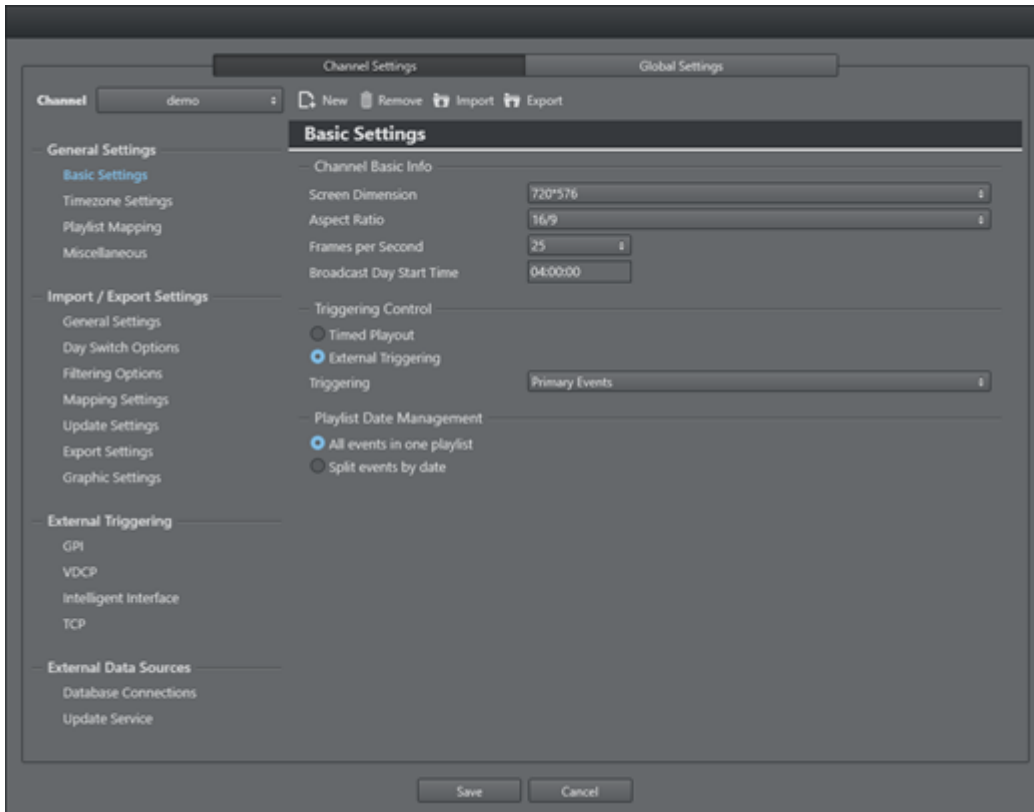 Channel Settings Global Settings
Channel demo New Remove Import Export
Basic Settings
General Settings
Basic Settings
Timezone Settings
Playlist Mapping
Miscellaneous
Import / Export Settings
General Settings
Day Switch Options
Filtering Options
Mapping Settings
Update Settings
Export Settings
Graphic Settings
External Triggering
GPI
VDCP
Intelligent Interface
TCP
External Data Sources
Database Connections
Update Service
Channel Basic Info
Screen Dimension 720*576
Aspect Ratio 16/9
Frames per Second 25
Broadcast Day Start Time 04:00:00
Triggering Control
Timed Playout
External Triggering
Triggering Primary Events
Playlist Date Management
All events in one playlist
Split events by date
Save Cancel